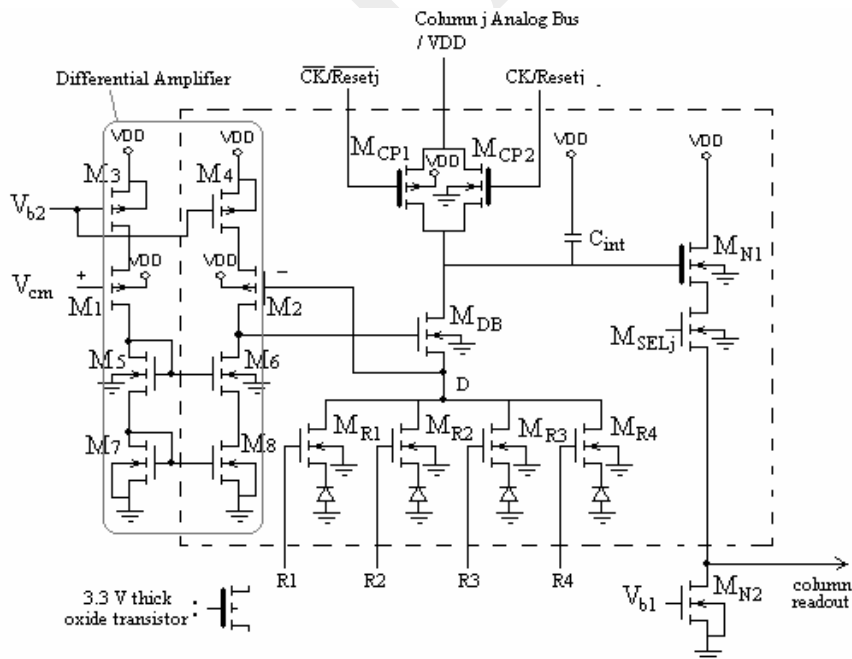 Column j Analog Bus
/ VDD
Differential Amplifier
CK/Resetj
CK/Resetj .
VDD
VDD
VDD
VDD
M3
M4
MCP1
VDD
MCP2
Vb2
Cint
MN1
VDD
VDD
+
−
Vcm
M1
M2
MDB
MSELj
M5
M6
D
MR1
MR2
MR3
MR4
M7
M8
R1
R2
R3
R4
column
readout
3.3 V thick
oxide transistor :
Vb1
MN2